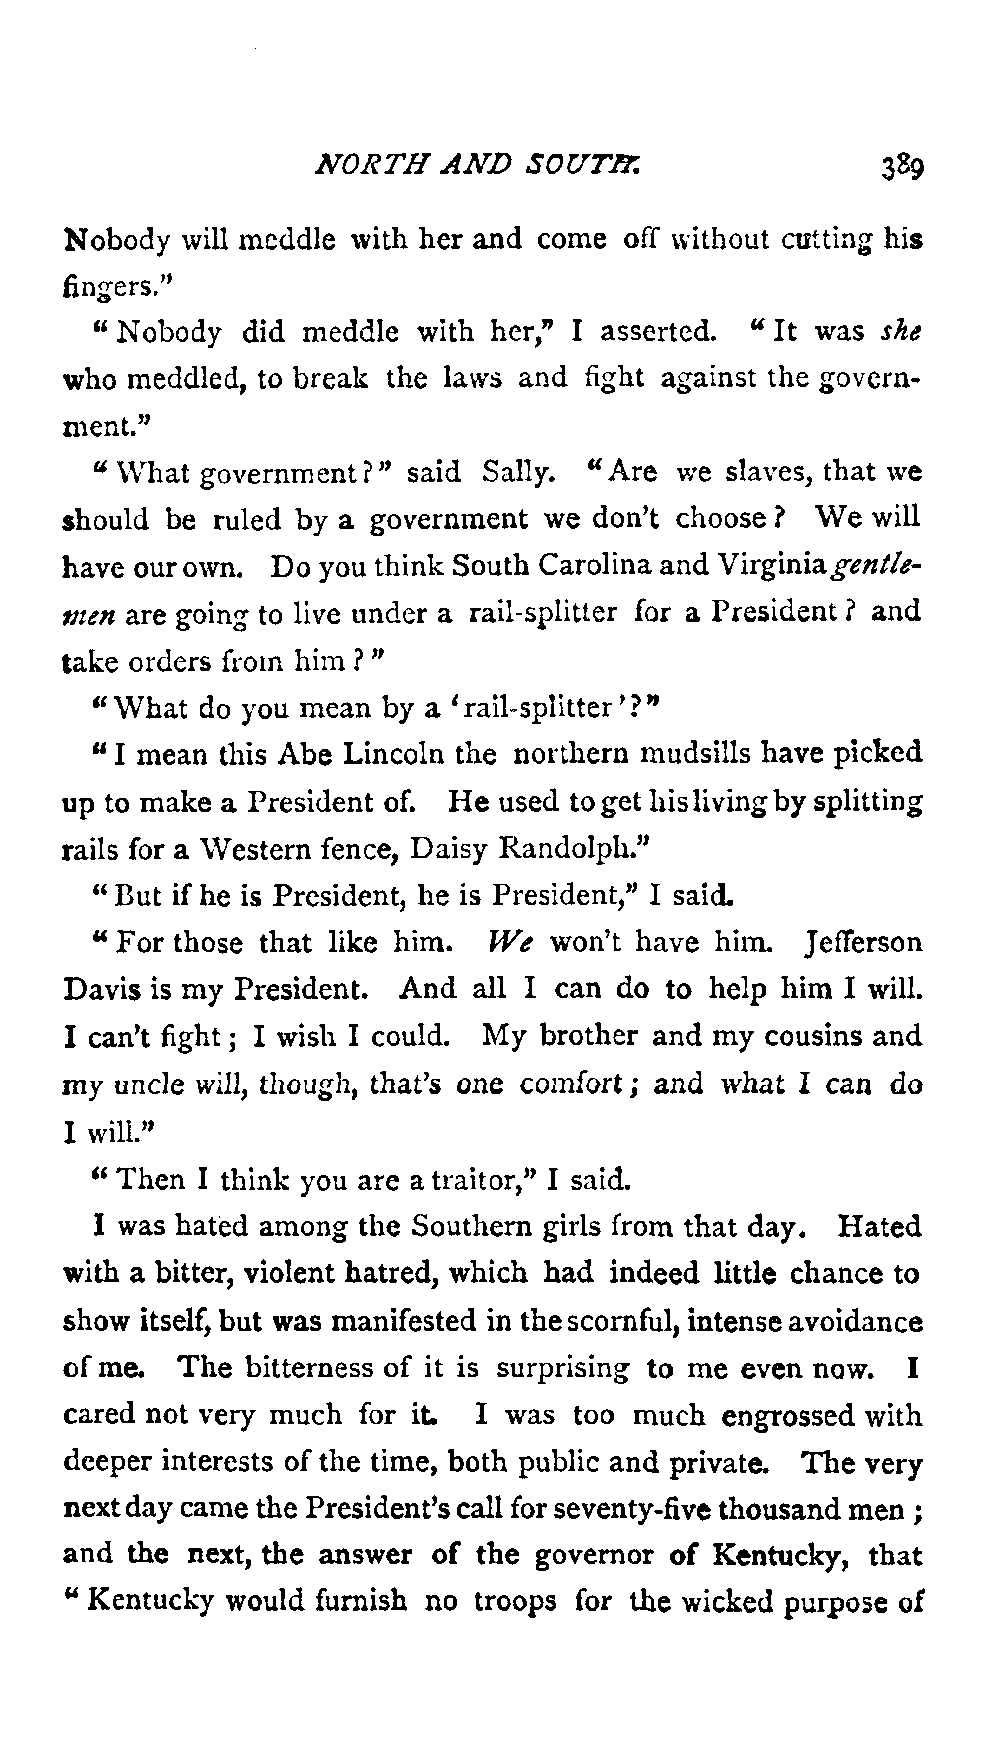 NORTH AND SOUTH. 389
Nobody will meddle with her and come off without cutting his
fingers."
"Nobody did meddle with her," I asserted. "It was she
who meddled, to break the laws and fight against the govern-
ment."
"What government?" said Sally. "Are we slaves, that we
should be ruled by a government we don't choose? We will
have our own. Do you think South Carolina and Virginia gentle-
men are going to live under a rail-splitter for a President? and
take orders from him?"
"What do you mean by a 'rail-splitter'?"
"I mean this Abe Lincoln the northern mudsills have picked
up to make a President of. He used to get his living by splitting
rails for a Western fence, Daisy Randolph."
"But if he is President, he is President," I said.
"For those that like him. We won't have him. Jefferson
Davis is my President. And all I can do to help him I will.
I can't fight; I wish I could. My brother and my cousins and
my uncle will, though, that's one comfort; and what I can do
I will."
"Then I think you are a traitor," I said.
I was hated among the Southern girls from that day. Hated
with a bitter, violent hatred, which had indeed little chance to
show itself, but was manifested in the scornful, intense avoidance
of me. The bitterness of it is surprising to me even now. I
cared not very much for it. I was too much engrossed with
deeper interests of the time, both public and private. The very
next day came the President's call for seventy-five thousand men;
and the next, the answer of the governor of Kentucky, that
"Kentucky would furnish no troops for the wicked purpose of